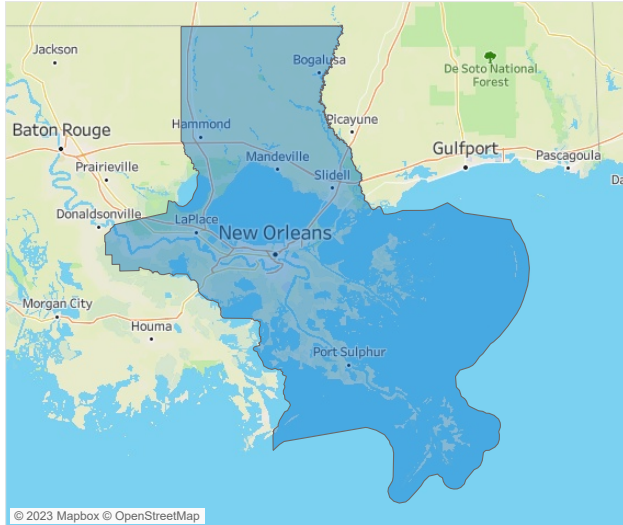 Jackson
Bogalusa
De Soto National
Forest
Hammond
Picayune
Baton Rouge
Gulfport
Mandeville
Pascagoula
Prairieville
Slidell
Da
Donaldsonville
LaPlace
New Orleans
Morgan City
Houma
Port Sulphur
© 2023 Mapbox © OpenStreetMap